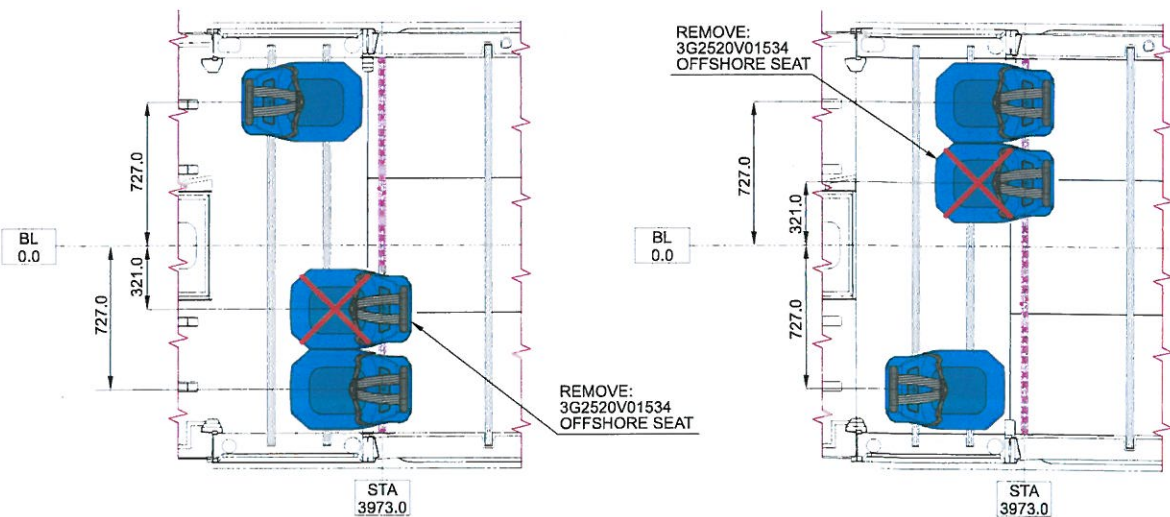 727.0
BL
0.0
321.0
727.0
REMOVE:
3G2520V01534
OFFSHORE SEAT
STA
3973.0
REMOVE:
3G2520V01534
OFFSHORE SEAT
727.0
321.0
BL
0.0
727.0
STA
3973.0